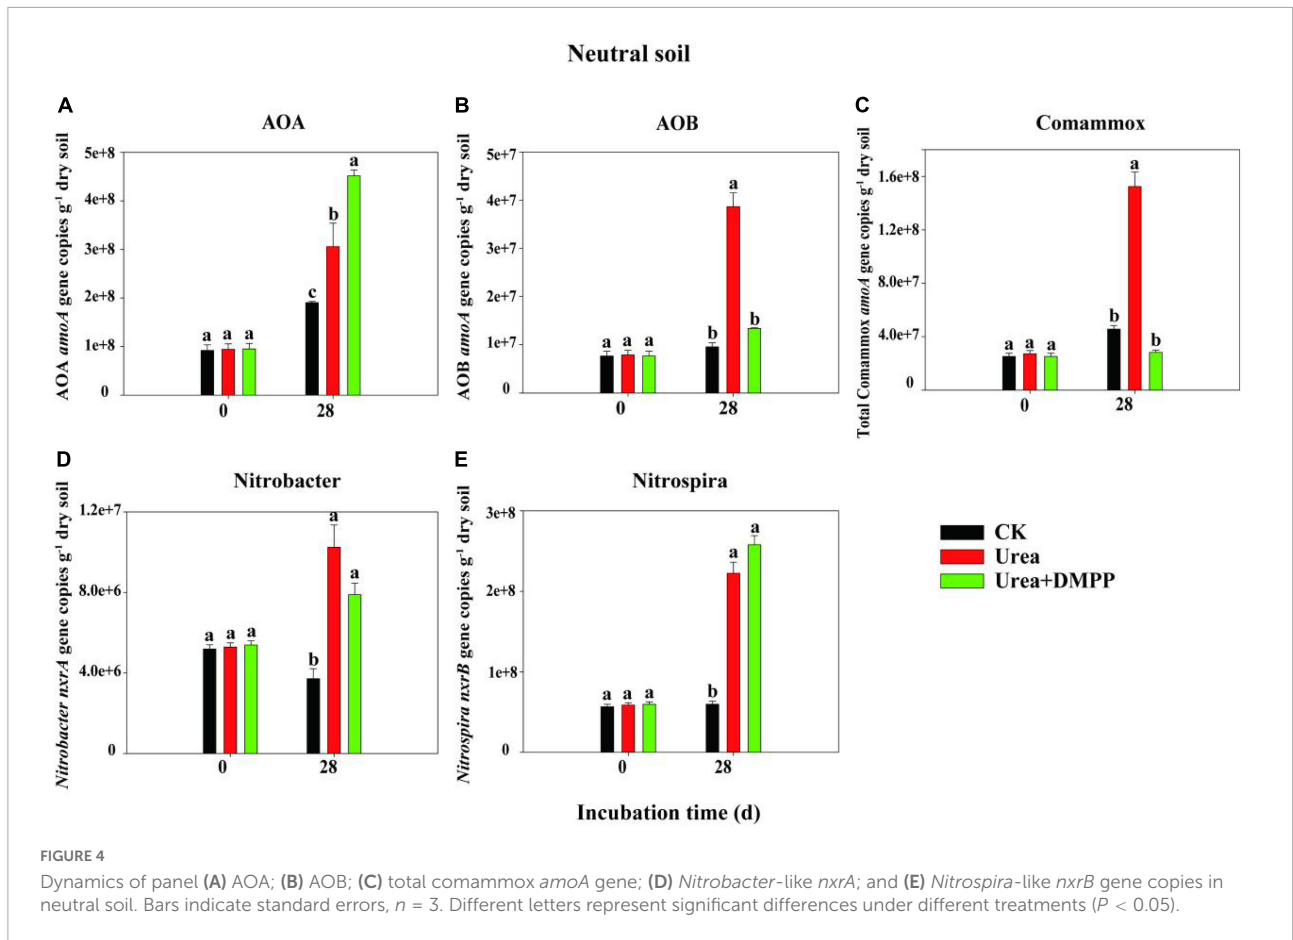 Neutral soil
A
AOA
AOA amoA gene copies g⁻¹ dry soil
5e+8
4e+8
3e+8
2e+8
1e+8
0
a a a
c
b
a
0 28
B
AOB
AOB amoA gene copies g⁻¹ dry soil
5e+7
4e+7
3e+7
2e+7
1e+7
0
a a a
b
a
b
0 28
C
Comammox
Total Comammox amoA gene copies g⁻¹ dry soil
1.6e+8
1.2e+8
8.0e+7
4.0e+7
0
a a a
b
a
b
0 28
D
Nitrobacter
Nitrobacter nxrA gene copies g⁻¹ dry soil
1.2e+7
8.0e+6
4.0e+6
0
a a a
b
a
a
0 28
E
Nitrospira
Nitrospira nxrB gene copies g⁻¹ dry soil
3e+8
2e+8
1e+8
0
a a a
b
a
a
0 28
CK
Urea
Urea+DMPP
Incubation time (d)
FIGURE 4
Dynamics of panel (A) AOA; (B) AOB; (C) total comammox amoA gene; (D) Nitrobacter-like nxrA; and (E) Nitrospira-like nxrB gene copies in
neutral soil. Bars indicate standard errors, n = 3. Different letters represent significant differences under different treatments (P < 0.05).